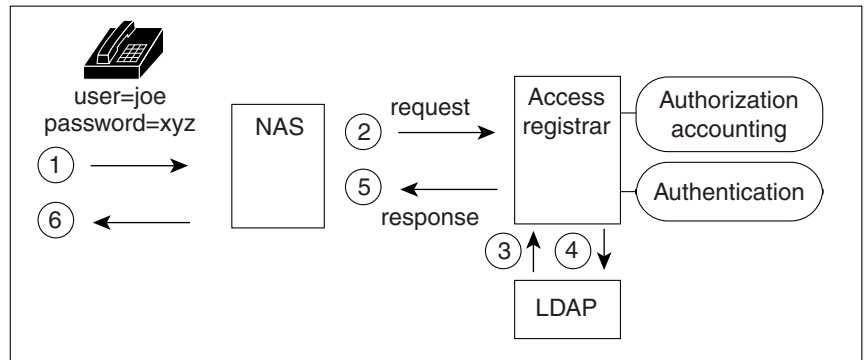 user=joe
password=xyz
1
6
NAS
2
request
5
response
Access
registrar
Authorization
accounting
Authentication
3
4
LDAP